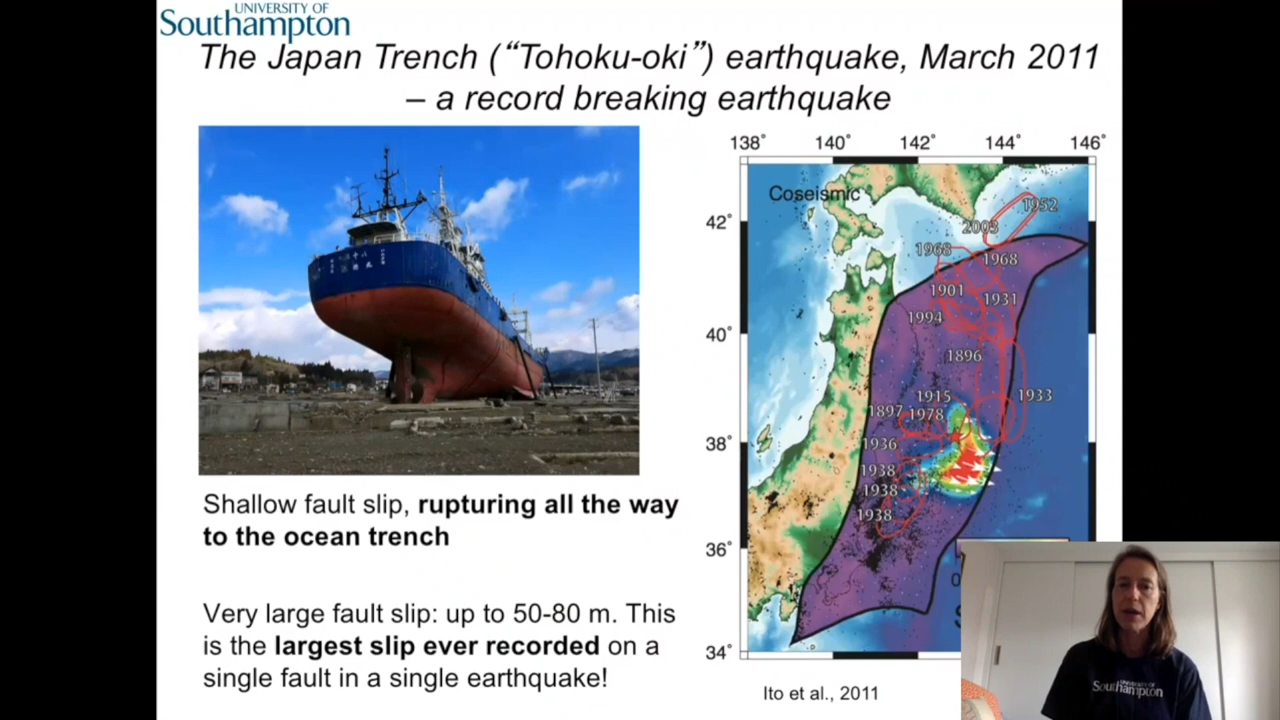 UNIVERSITY OF
Southampton
The Japan Trench (“Tohoku-oki”) earthquake, March 2011
– a record breaking earthquake
138° 140° 142° 144° 146°
Coseismic
42°
40°
38°
36°
34°
1952
2003
1968
1968
1901
1931
1994
1896
1915
1933
1897 1978
1936
1938
1938
1938
Shallow fault slip, rupturing all the way
to the ocean trench
Very large fault slip: up to 50-80 m. This
is the largest slip ever recorded on a
single fault in a single earthquake!
Ito et al., 2011
UNIVERSITY OF
Southampton